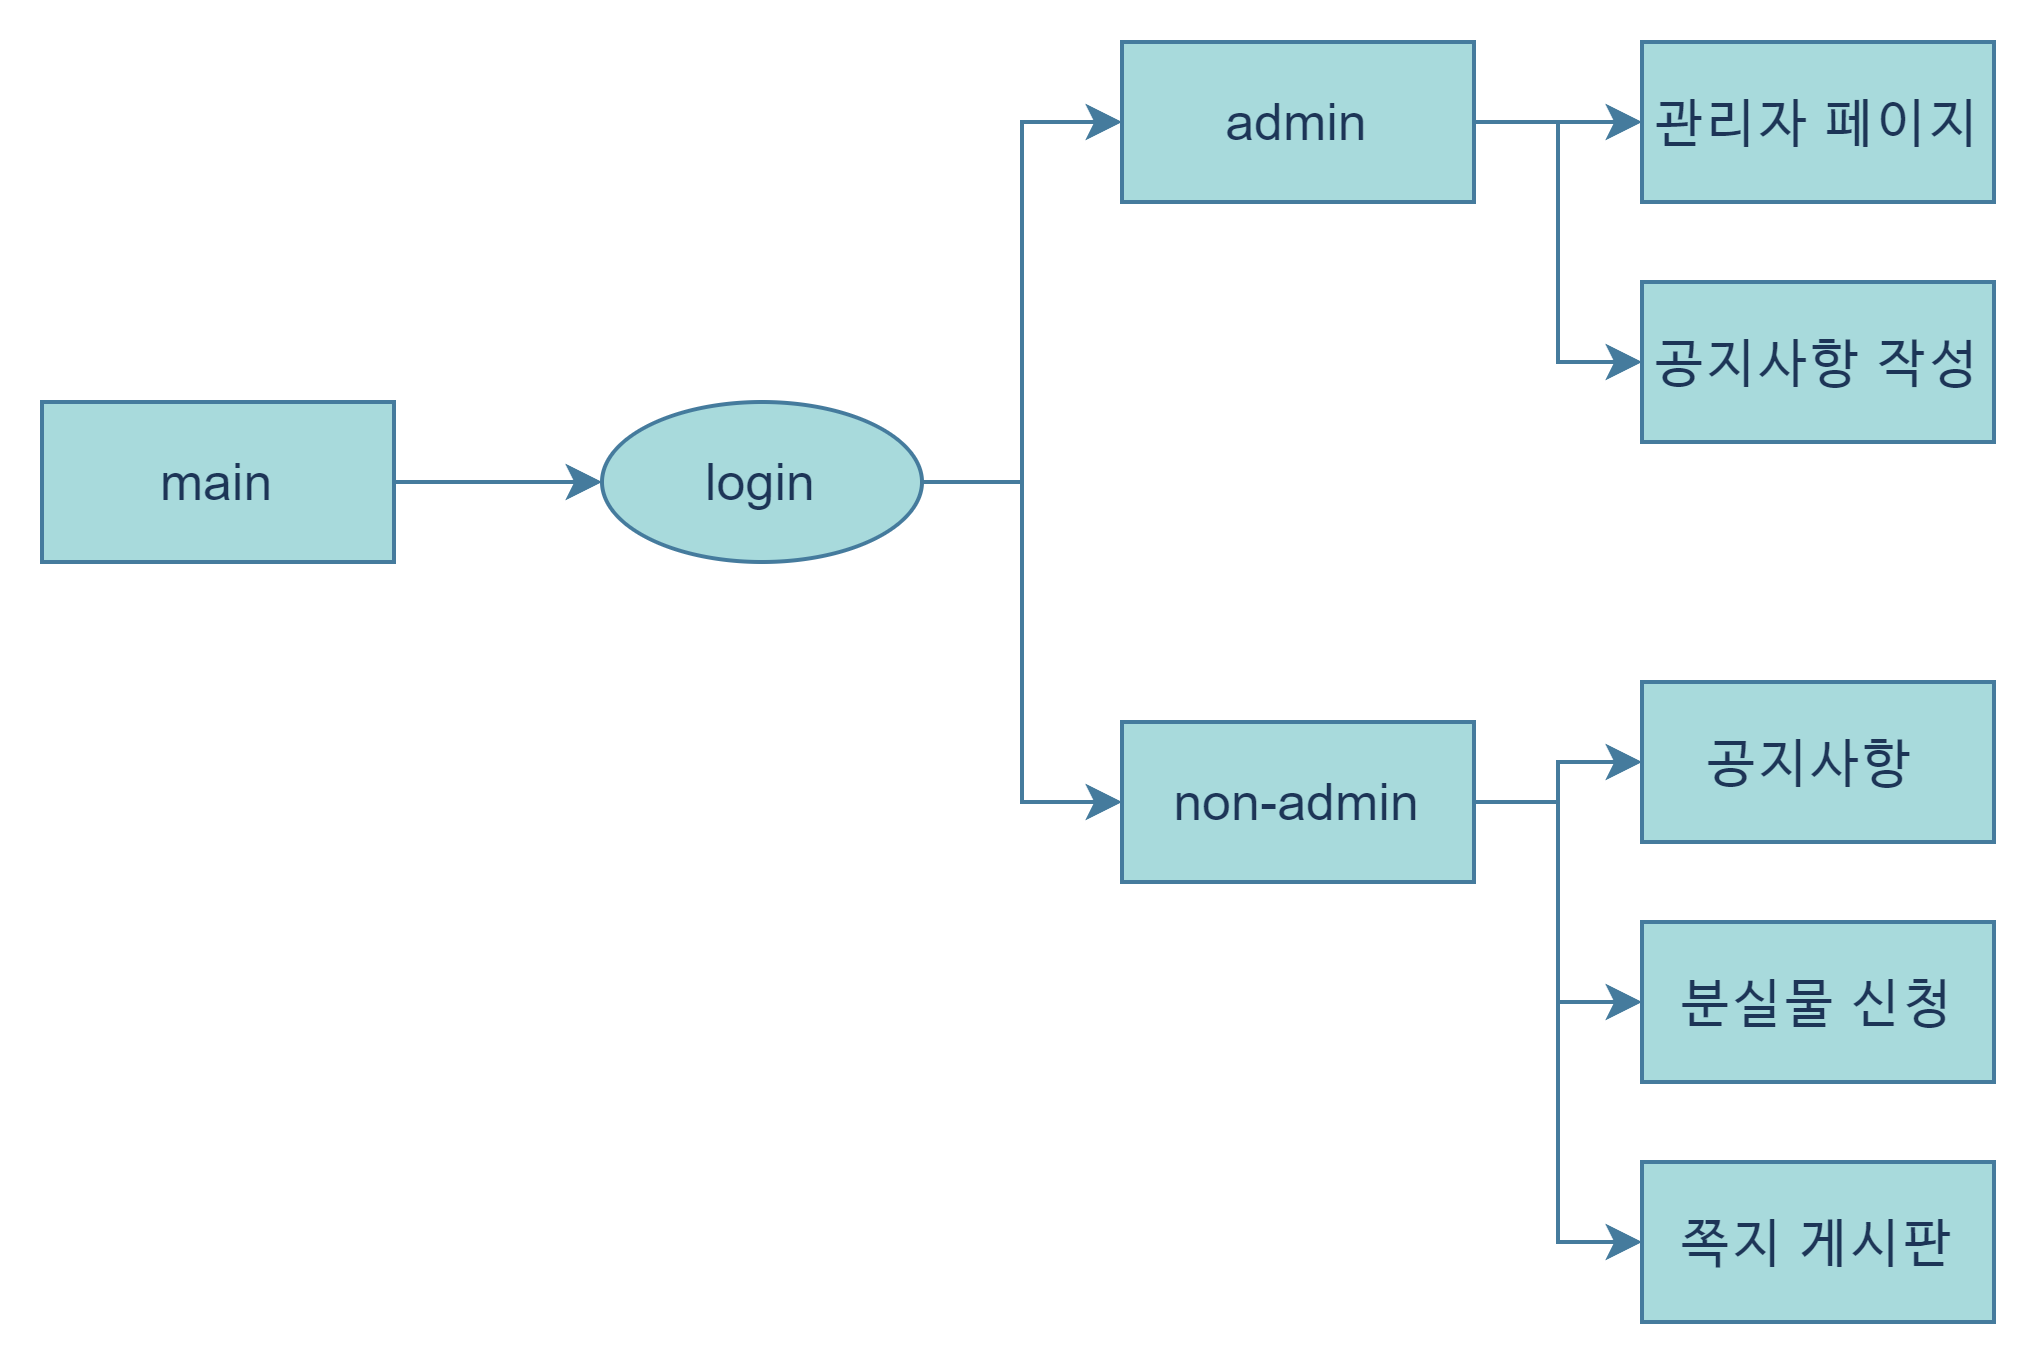 main
login
admin
관리자 페이지
공지사항 작성
non-admin
공지사항
분실물 신청
쪽지 게시판